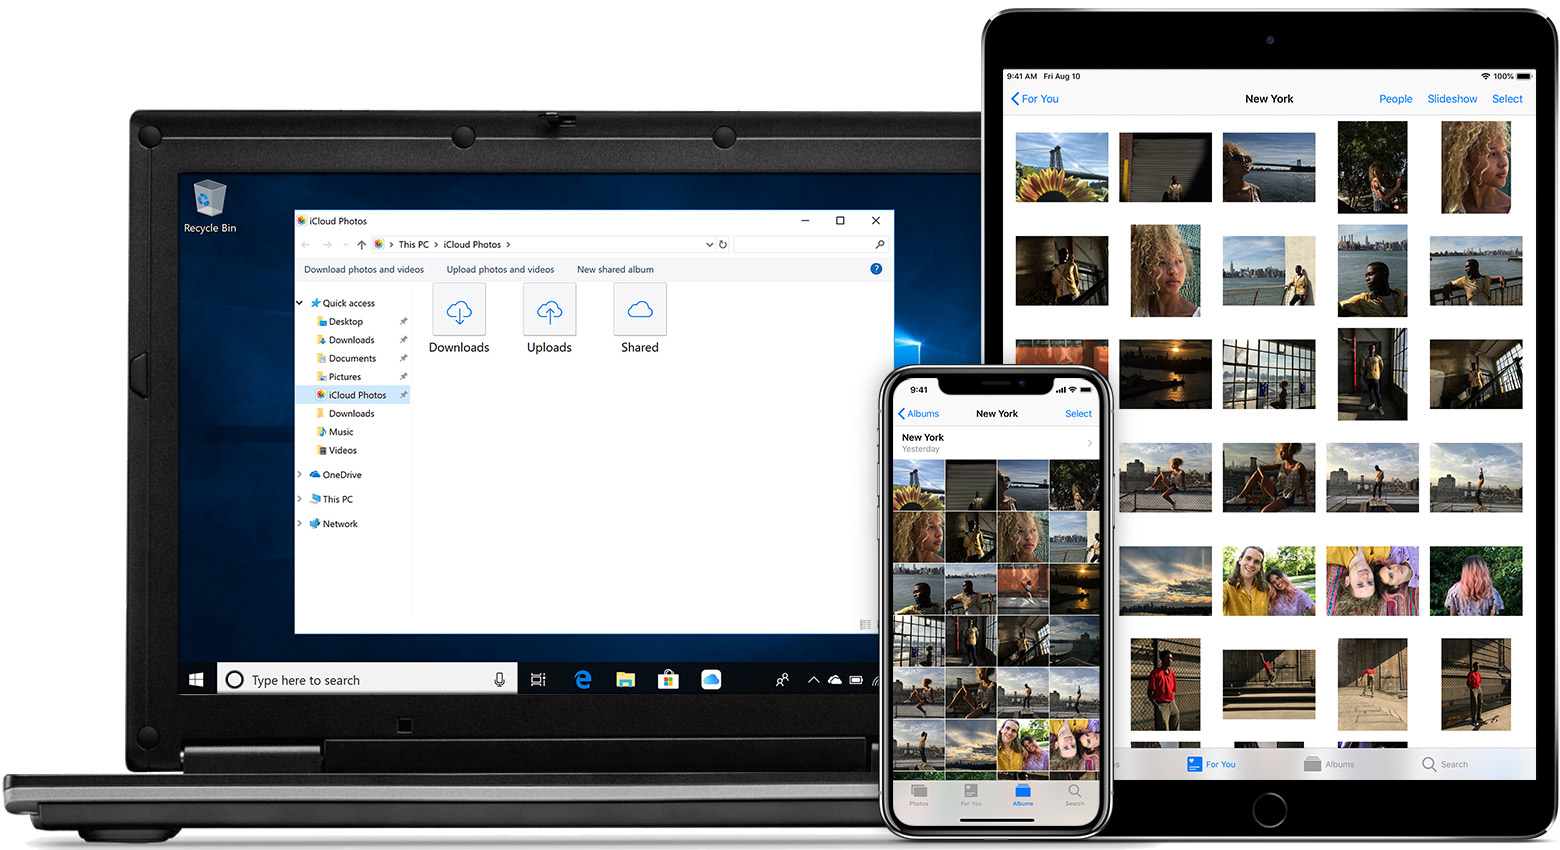 Recycle Bin
iCloud Photos
This PC
iCloud Photos
Download photos and videos
Upload photos and videos
New shared album
?
Quick access
Desktop
Downloads
Documents
Pictures
iCloud Photos
Downloads
Music
Videos
OneDrive
This PC
Network
Downloads
Uploads
Shared
Type here to search
9:41
Albums
New York
Select
New York
Yesterday
Photos
For You
Albums
Search
9:41 AM Fri Aug 10
100%
For You
New York
People
Slideshow
Select
For You
Albums
Search